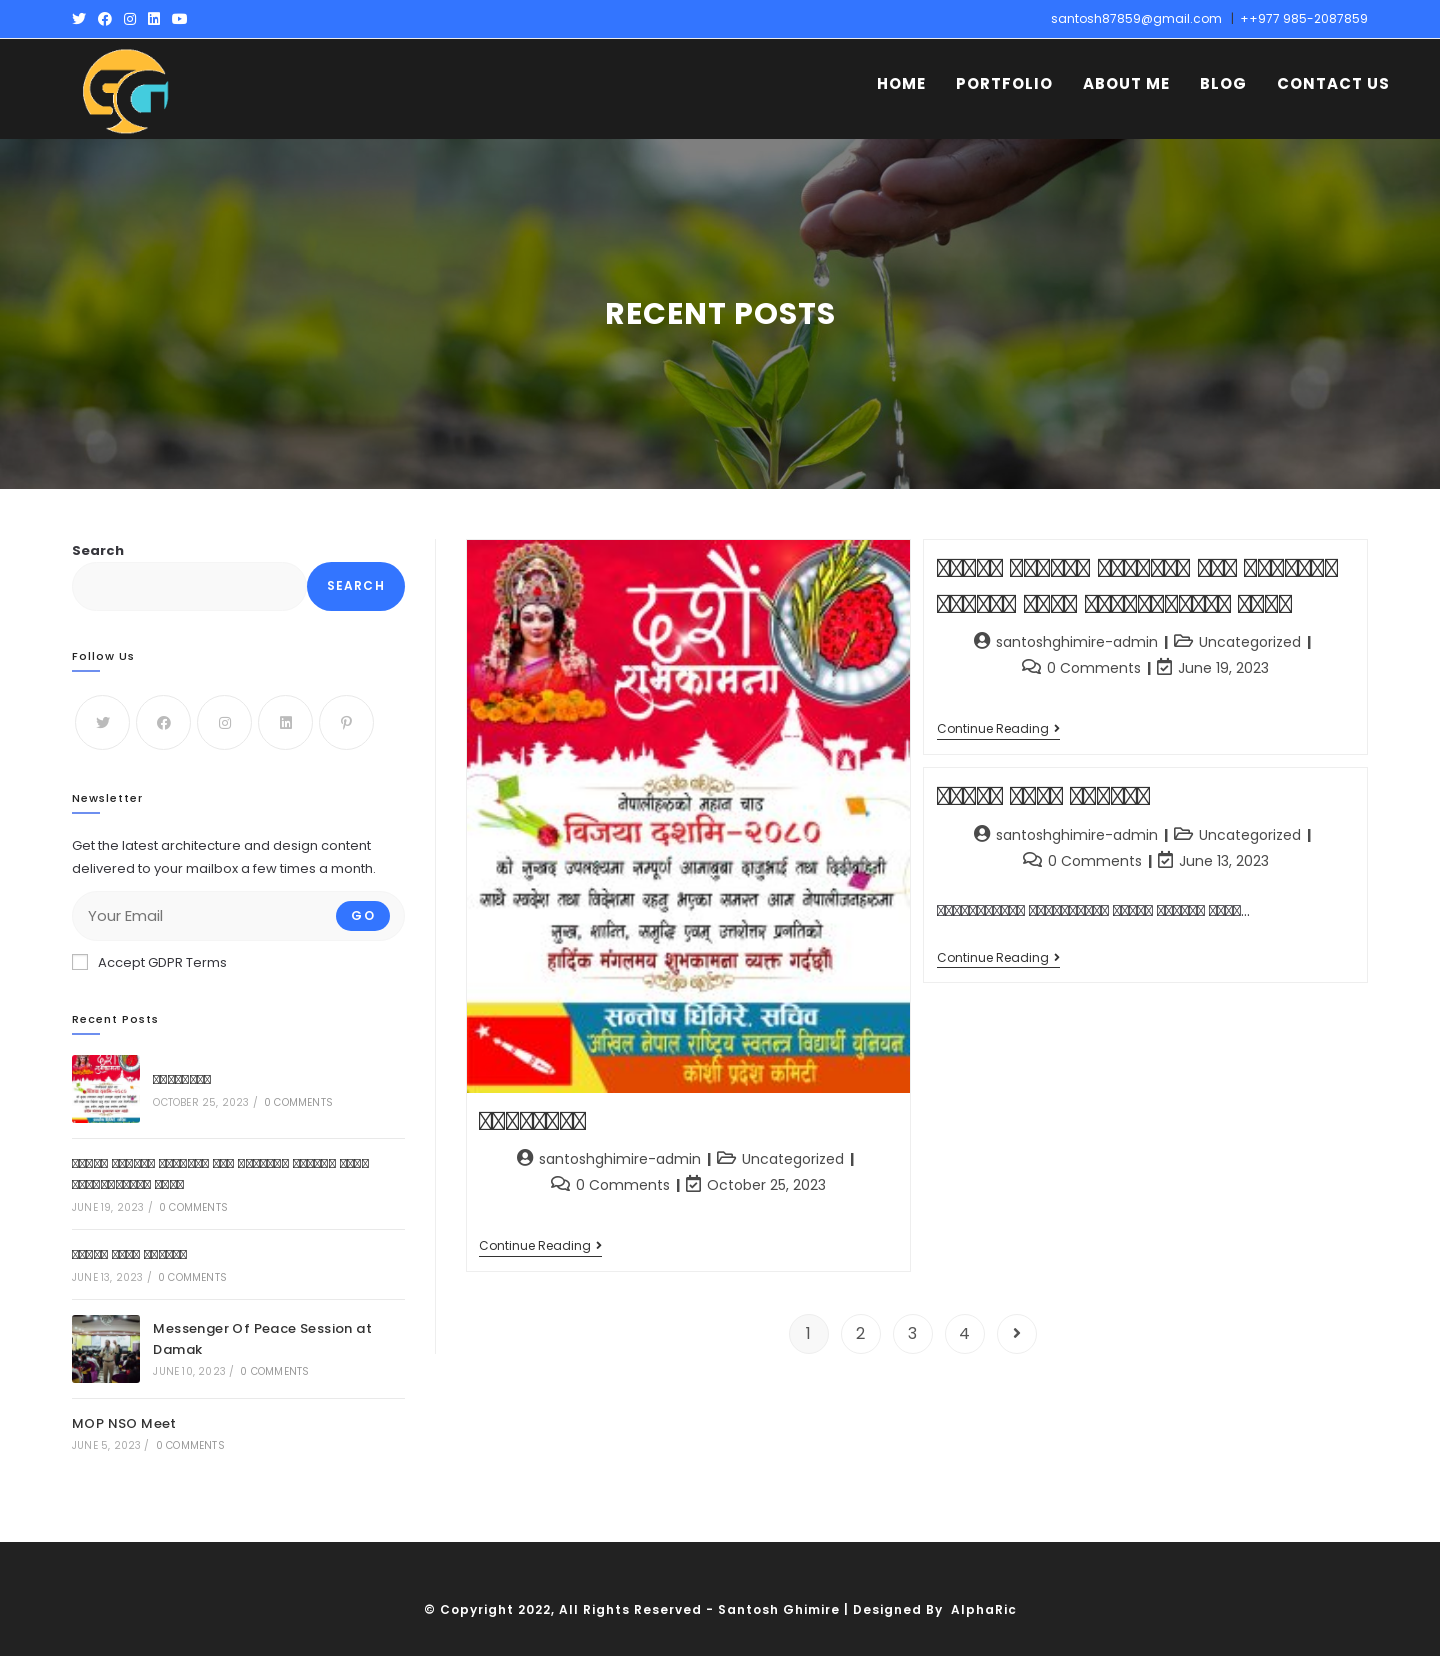 santosh87859@gmail.com | ++977 985-2087859
HOME PORTFOLIO ABOUT ME BLOG CONTACT US
RECENT POSTS
Search
SEARCH
Follow Us
Newsletter
Get the latest architecture and design content
delivered to your mailbox a few times a month.
Your Email GO
Accept GDPR Terms
Recent Posts
OCTOBER 25, 2023 / 0 COMMENTS
JUNE 19, 2023 / 0 COMMENTS
JUNE 13, 2023 / 0 COMMENTS
Messenger Of Peace Session at
Damak
JUNE 10, 2023 / 0 COMMENTS
MOP NSO Meet
JUNE 5, 2023 / 0 COMMENTS
दशैं
शुभकामना
नेपालीहरुको महान चाड
विजया दशमि-२०८०
को सुखद उपलक्ष्यमा सम्पूर्ण आमाबुबा दाजुभाई तथा दिदीबहिनी
साथै स्वदेश तथा विदेशमा रहनु भएका समस्त आम नेपालीजनहरुमा
सुख, शान्ति, समृद्धि एवम् उत्तरोत्तर प्रगतिको
हार्दिक मंगलमय शुभकामना व्यक्त गर्दछौं
सन्तोष घिमिरे, सचिव
अखिल नेपाल राष्ट्रिय स्वतन्त्र विद्यार्थी युनियन
कोशी प्रदेश कमिटी
santoshghimire-admin | Uncategorized |
0 Comments | October 25, 2023
Continue Reading
santoshghimire-admin | Uncategorized |
0 Comments | June 19, 2023
Continue Reading
santoshghimire-admin | Uncategorized |
0 Comments | June 13, 2023
Continue Reading
1 2 3 4
© Copyright 2022, All Rights Reserved - Santosh Ghimire | Designed By AlphaRic